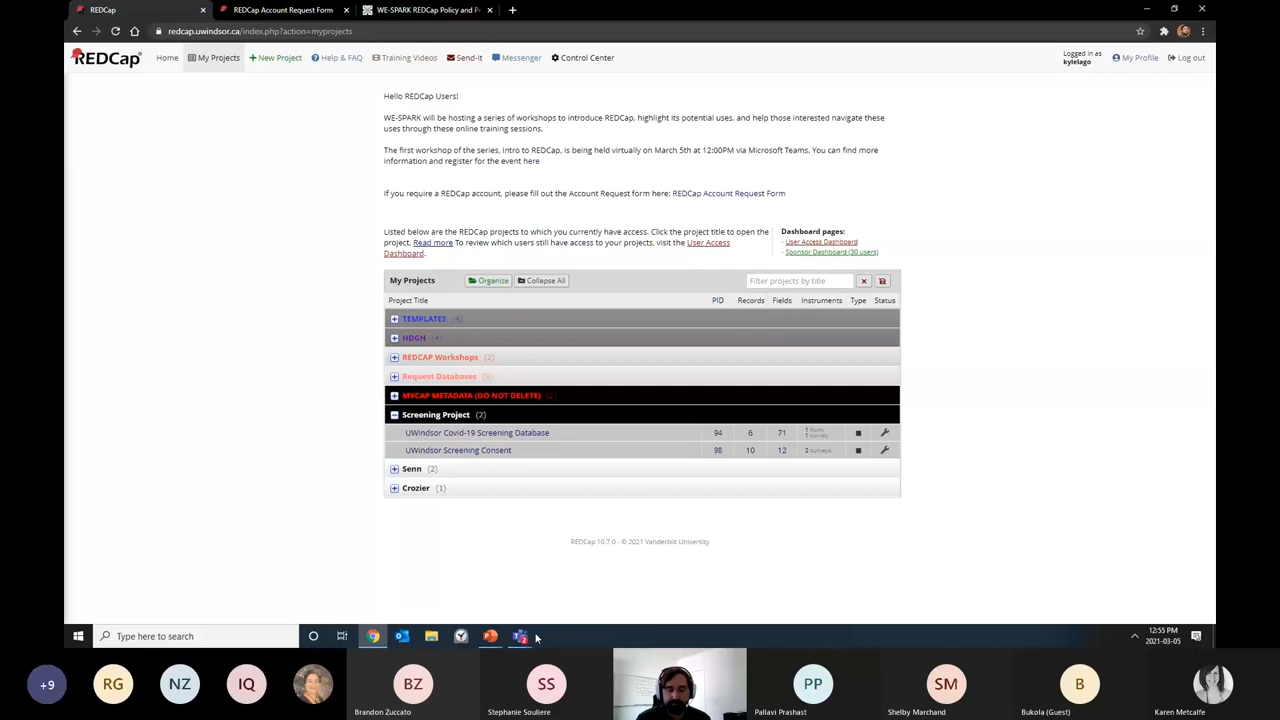 REDCap
REDCap Account Request Form
WE-SPARK REDCap Policy and Pr
redcap.uwindsor.ca/index.php?action=myprojects
REDCap
Home
My Projects
New Project
Help & FAQ
Training Videos
Send-It
Messenger
Control Center
Logged in as
kylelago
My Profile
Log out
Hello REDCap Users!
WE-SPARK will be hosting a series of workshops to introduce REDCap, highlight its potential uses, and help those interested navigate these
uses through these online training sessions.
The first workshop of the series, Intro to REDCap, is being held virtually on March 5th at 12:00PM via Microsoft Teams. You can find more
information and register for the event here
If you require a REDCap account, please fill out the Account Request form here: REDCap Account Request Form
Listed below are the REDCap projects to which you currently have access. Click the project title to open the
project. Read more To review which users still have access to your projects, visit the User Access
Dashboard.
Dashboard pages:
- User Access Dashboard
- Sponsor Dashboard (30 users)
My Projects
Organize
Collapse All
Filter projects by title
Project Title PID Records Fields Instruments Type Status
TEMPLATES (4)
HDGH (4)
REDCAP Workshops (2)
Request Databases (8)
MYCAP METADATA (DO NOT DELETE) (2)
Screening Project (2)
UWindsor Covid-19 Screening Database 94 6 71 1 form
1 survey
UWindsor Screening Consent 98 10 12 2 surveys
Senn (2)
Crozier (1)
REDCap 10.7.0 - © 2021 Vanderbilt University
Type here to search
12:55 PM
2021-03-05
+9
RG
NZ
IQ
BZ
Brandon Zuccato
SS
Stephanie Souliere
PP
Pallavi Prashast
SM
Shelby Marchand
B
Bukola (Guest)
Karen Metcalfe